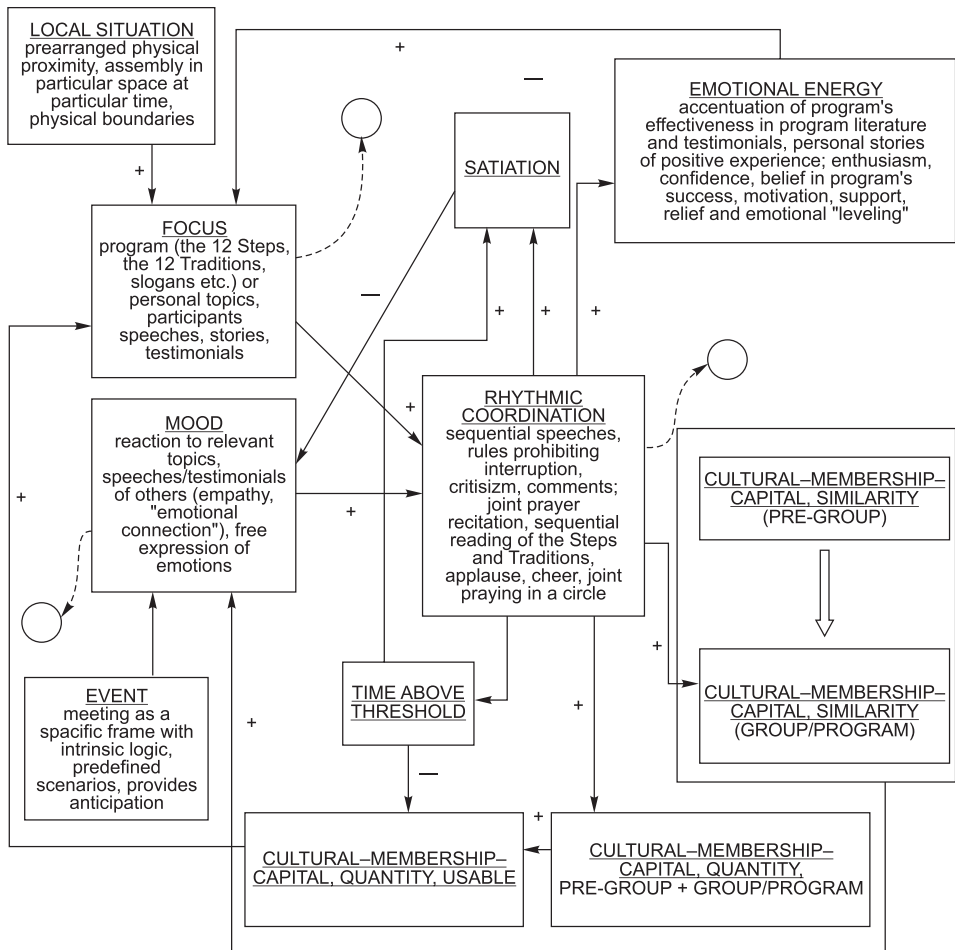 LOCAL SITUATION
prearranged physical
proximity, assembly in
particular space at
particular time,
physical boundaries
+
+
—
EMOTIONAL ENERGY
accentuation of program's
effectiveness in program literature
and testimonials, personal stories
of positive experience; enthusiasm,
confidence, belief in program's
success, motivation, support,
relief and emotional "leveling"
SATIATION
FOCUS
program (the 12 Steps,
the 12 Traditions,
slogans etc.) or
personal topics,
participants
speeches, stories,
testimonials
—
+
+
+
MOOD
reaction to relevant
topics,
speeches/testimonials
of others (empathy,
"emotional
connection"), free
expression of
emotions
+
+
+
RHYTHMIC
COORDINATION
sequential speeches,
rules prohibiting
interruption,
critisizm, comments;
joint prayer
recitation, sequential
reading of the Steps
and Traditions,
applause, cheer, joint
praying in a circle
CULTURAL–MEMBERSHIP–
CAPITAL, SIMILARITY
(PRE-GROUP)
+
CULTURAL–MEMBERSHIP–
CAPITAL, SIMILARITY
(GROUP/PROGRAM)
EVENT
meeting as a
spacific frame with
intrinsic logic,
predefined
scenarios, provides
anticipation
+
TIME ABOVE
THRESHOLD
+
—
+
CULTURAL–MEMBERSHIP–
CAPITAL, QUANTITY, USABLE
CULTURAL–MEMBERSHIP–
CAPITAL, QUANTITY,
PRE-GROUP + GROUP/PROGRAM